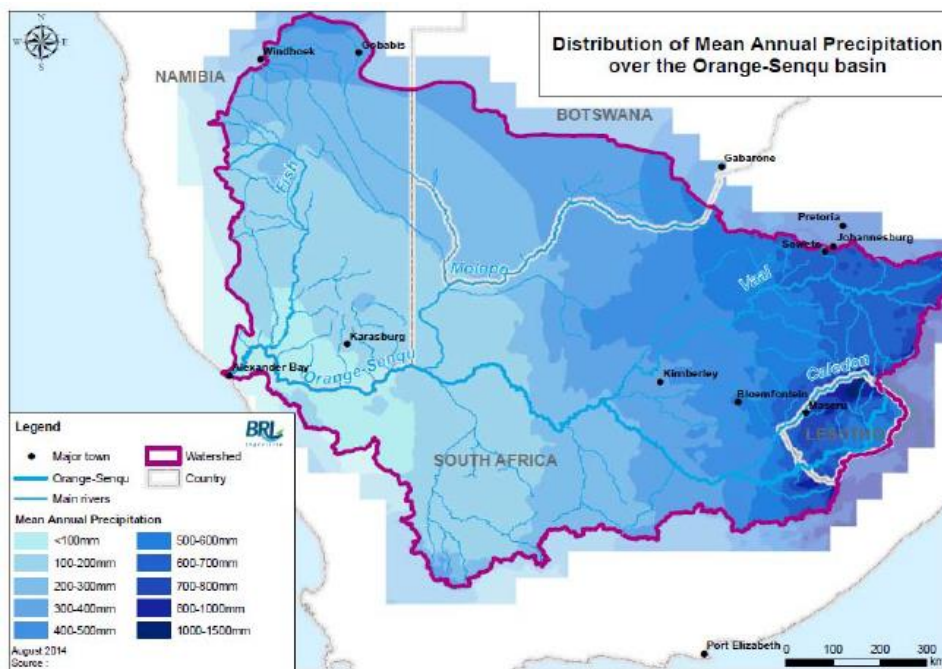 Distribution of Mean Annual Precipitation
over the Orange-Senqu basin
N
W
E
S
Windhoek
Gobabis
NAMIBIA
BOTSWANA
Gabarone
Fish
Pretoria
Johannesburg
Soweto
Molopo
Vaal
Karasburg
Orange-Senqu
Alexander Bay
Kimberley
Caledon
Bloemfontein
Maseru
LESOTHO
SOUTH AFRICA
Legend
BRL
Major town
Watershed
Orange-Senqu
Country
Main rivers
Mean Annual Precipitation
<100mm
500-600mm
100-200mm
600-700mm
200-300mm
700-800mm
300-400mm
800-1000mm
400-500mm
1000-1500mm
August 2014
Source :
Port Elizabeth
0 100 200 300